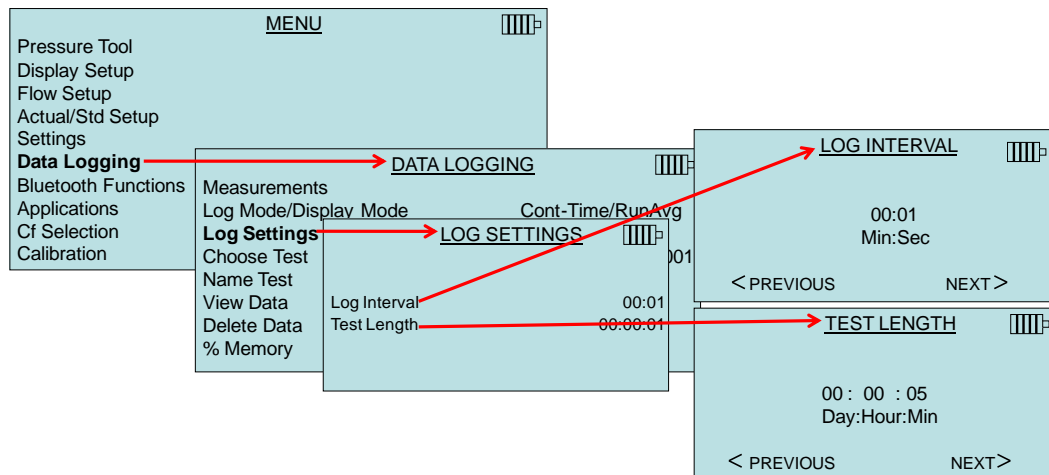 MENU
Pressure Tool
Display Setup
Flow Setup
Actual/Std Setup
Settings
Data Logging
Bluetooth Functions
Applications
Cf Selection
Calibration
DATA LOGGING
Measurements
Log Mode/Display Mode Cont-Time/RunAvg
Log Settings
Choose Test 001
Name Test
View Data
Delete Data
% Memory
LOG SETTINGS
Log Interval 00:01
Test Length 00:00:01
LOG INTERVAL
00:01
Min:Sec
< PREVIOUS NEXT >
TEST LENGTH
00 : 00 : 05
Day:Hour:Min
< PREVIOUS NEXT >